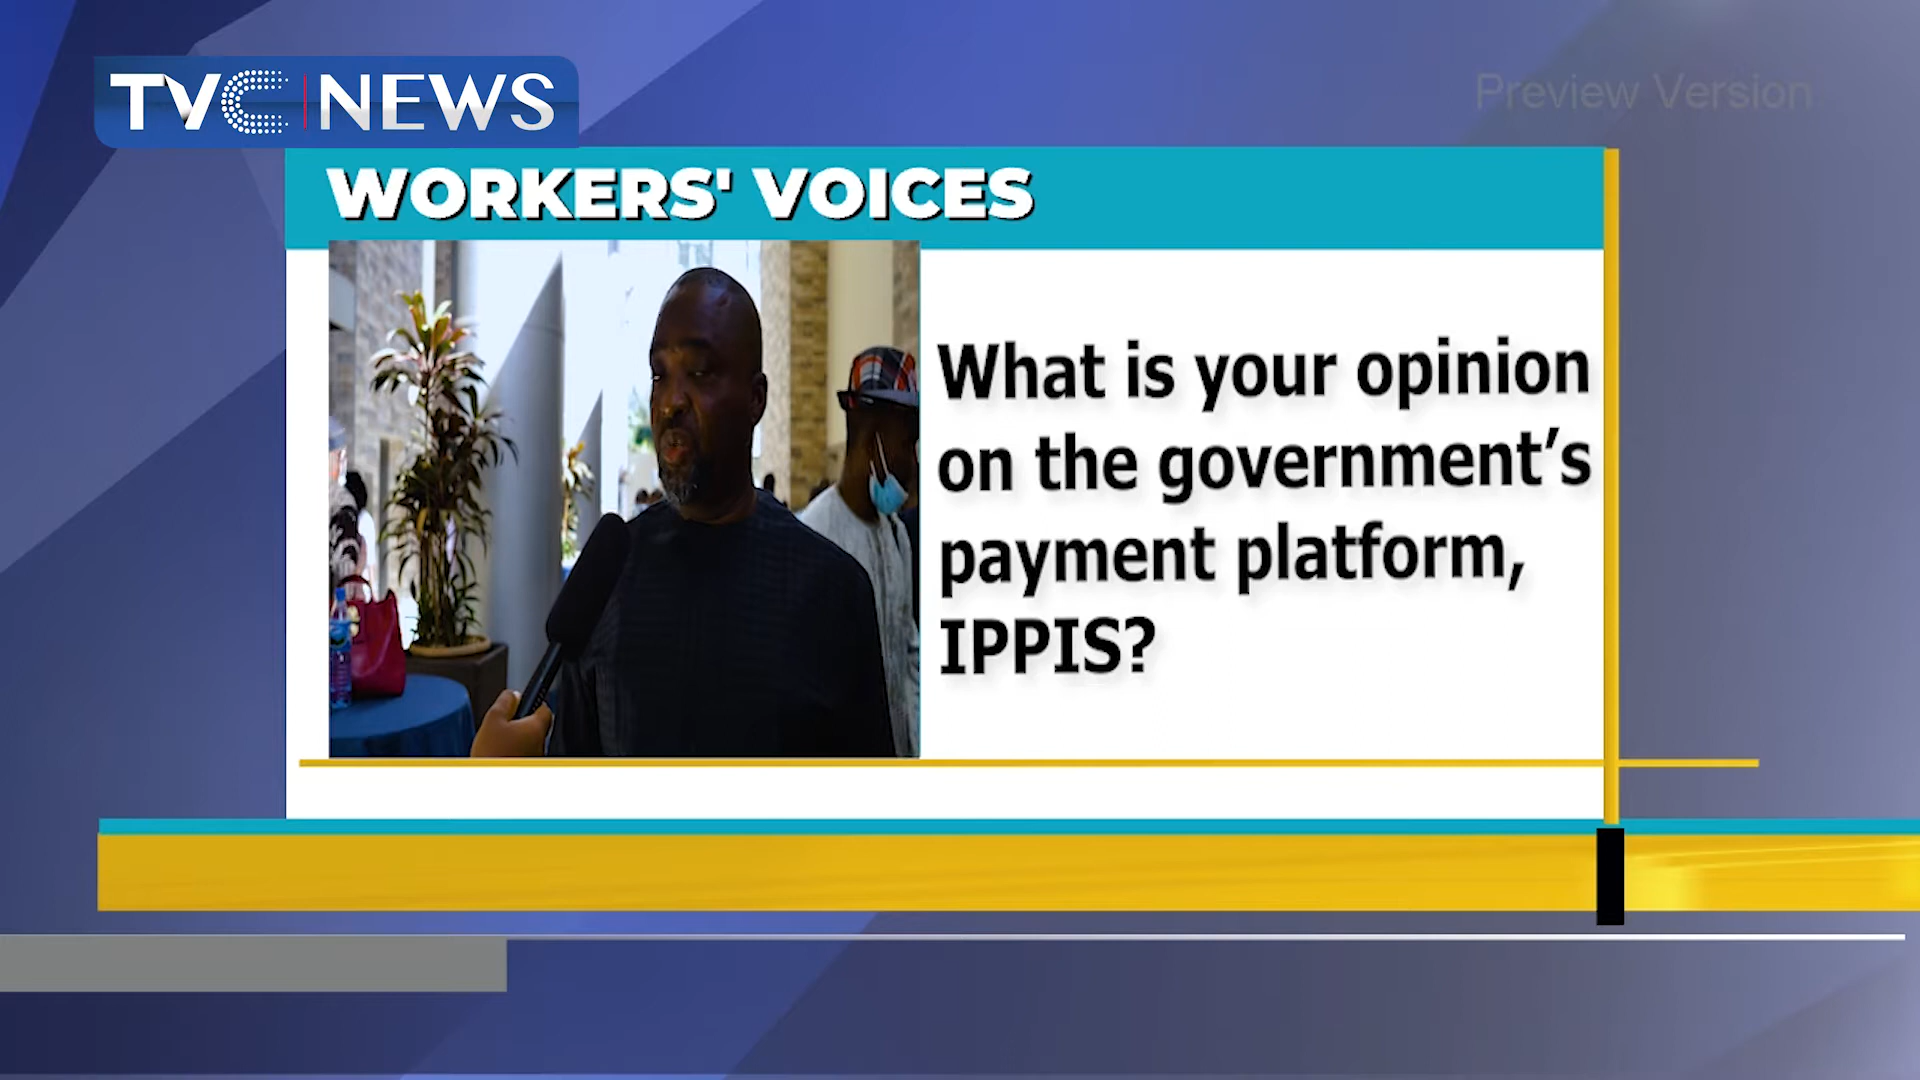 TVC NEWS
Preview Version
WORKERS' VOICES
What is your opinion
on the government’s
payment platform,
IPPIS?